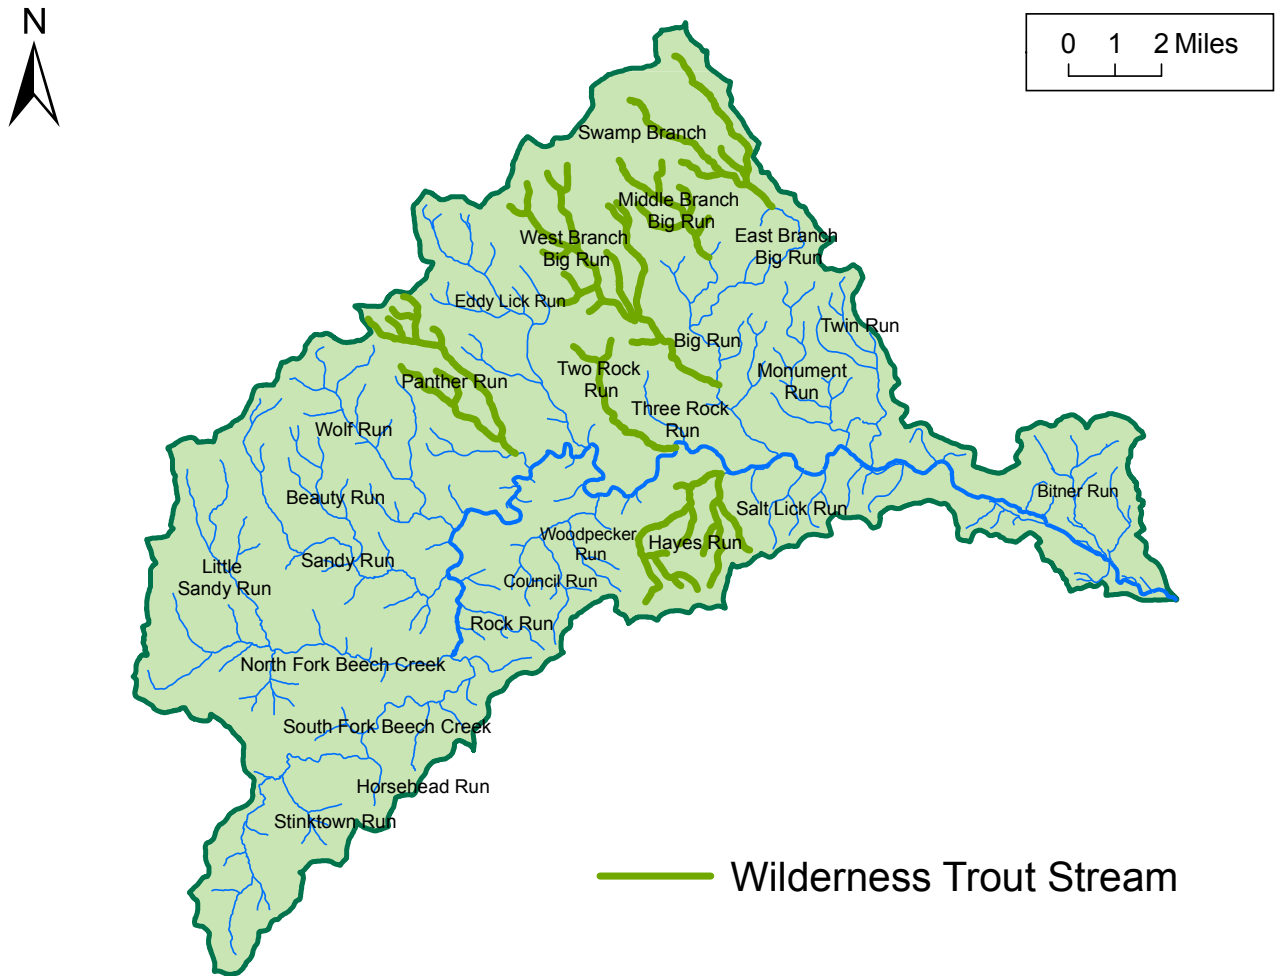 N
0 1 2 Miles
Swamp Branch
Middle Branch
Big Run
West Branch
Big Run
East Branch
Big Run
Eddy Lick Run
Twin Run
Big Run
Two Rock
Run
Monument
Run
Panther Run
Three Rock
Run
Wolf Run
Beauty Run
Bitner Run
Salt Lick Run
Woodpecker
Run
Hayes Run
Sandy Run
Little
Sandy Run
Council Run
Rock Run
North Fork Beech Creek
South Fork Beech Creek
Horsehead Run
Stinktown Run
Wilderness Trout Stream